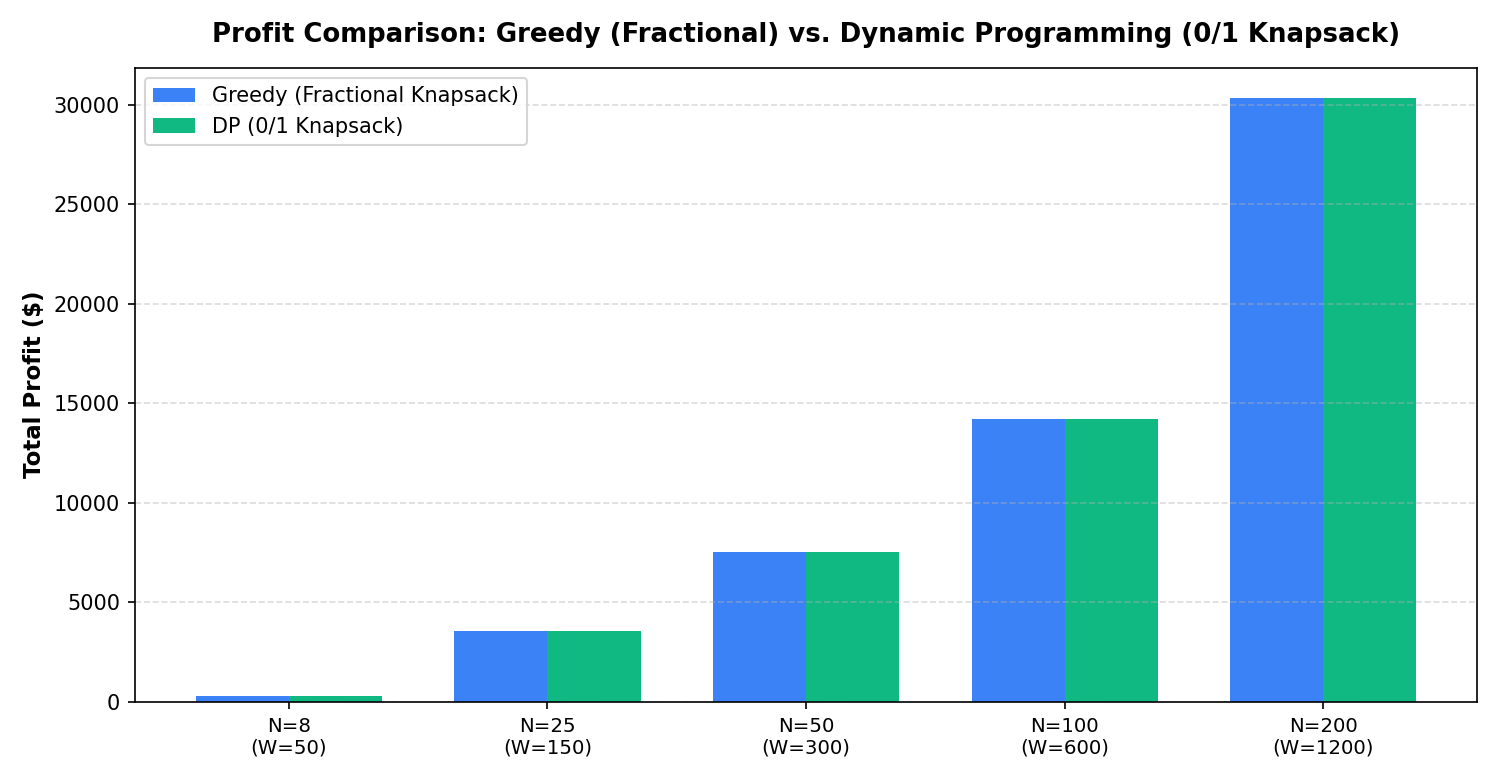 Profit Comparison: Greedy (Fractional) vs. Dynamic Programming (0/1 Knapsack)
Greedy (Fractional Knapsack)
DP (0/1 Knapsack)
Total Profit ($)
30000
25000
20000
15000
10000
5000
0
N=8
(W=50)
N=25
(W=150)
N=50
(W=300)
N=100
(W=600)
N=200
(W=1200)